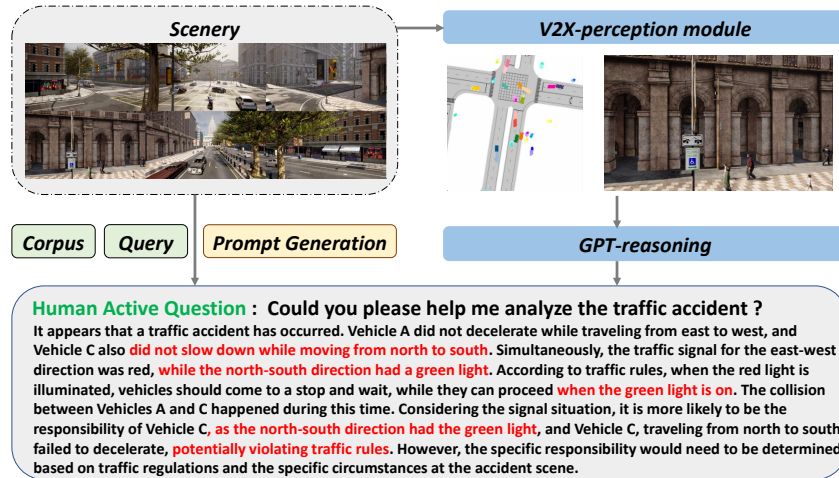 Scenery
V2X-perception module
Corpus
Query
Prompt Generation
GPT-reasoning
Human Active Question : Could you please help me analyze the traffic accident ?
It appears that a traffic accident has occurred. Vehicle A did not decelerate while traveling from east to west, and
Vehicle C also did not slow down while moving from north to south. Simultaneously, the traffic signal for the east-west
direction was red, while the north-south direction had a green light. According to traffic rules, when the red light is
illuminated, vehicles should come to a stop and wait, while they can proceed when the green light is on. The collision
between Vehicles A and C happened during this time. Considering the signal situation, it is more likely to be the
responsibility of Vehicle C, as the north-south direction had the green light, and Vehicle C, traveling from north to south
failed to decelerate, potentially violating traffic rules. However, the specific responsibility would need to be determined
based on traffic regulations and the specific circumstances at the accident scene.